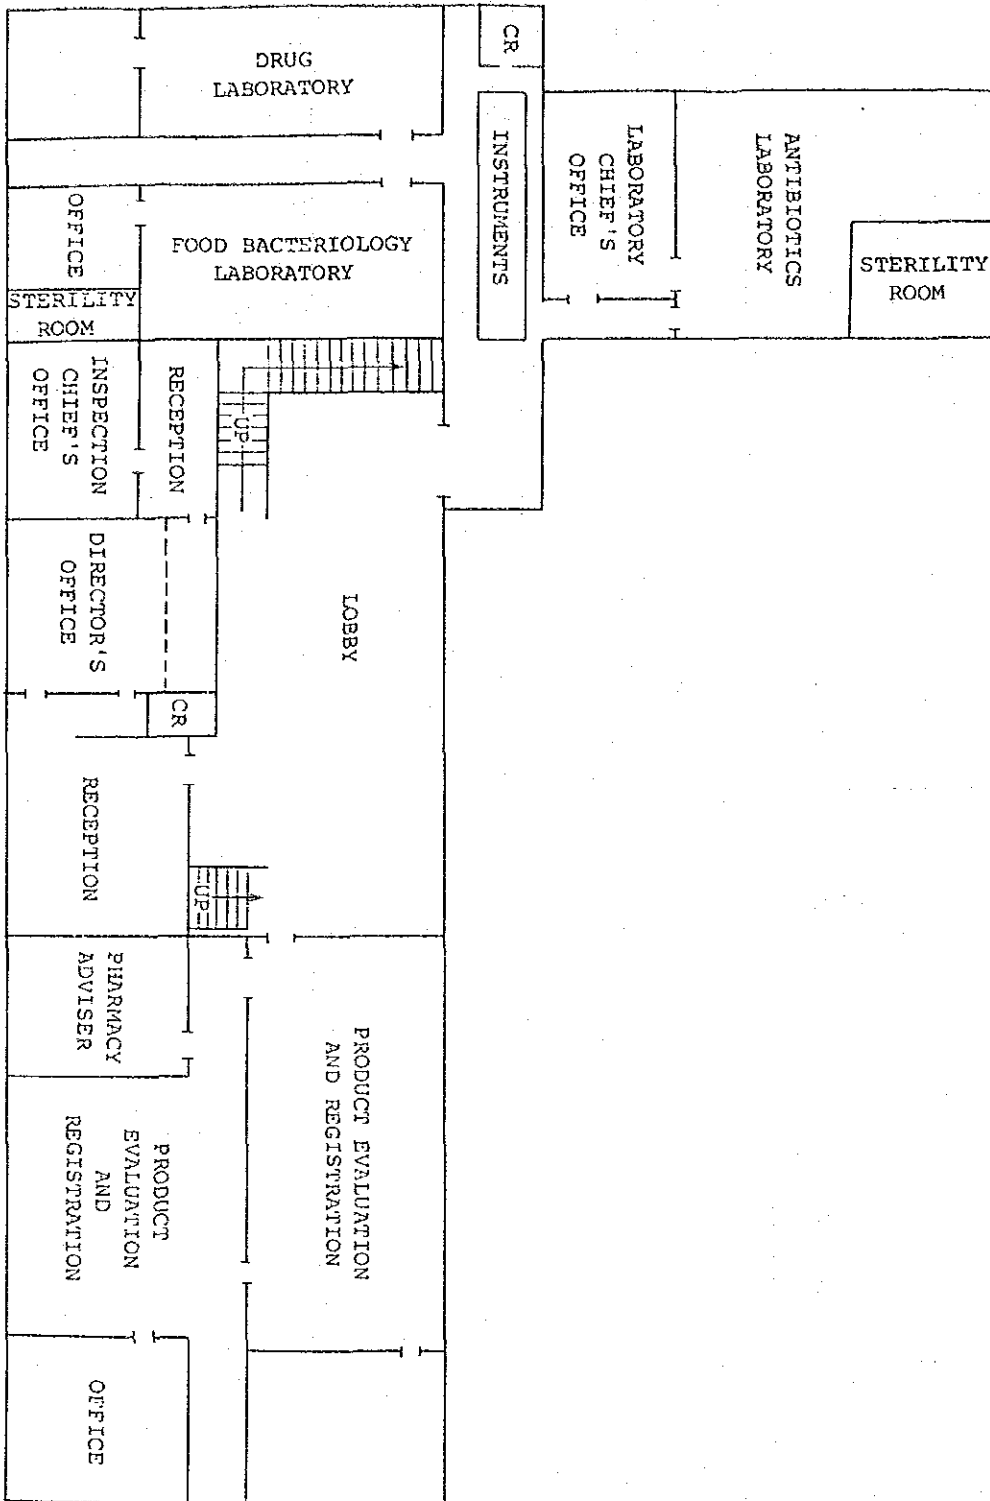 DRUG
LABORATORY
CR
INSTRUMENTS
LABORATORY
CHIEF'S
OFFICE
ANTIBIOTICS
LABORATORY
STERILITY
ROOM
OFFICE
FOOD BACTERIOLOGY
LABORATORY
STERILITY
ROOM
INSPECTION
CHIEF'S
OFFICE
RECEPTION
UP
DIRECTOR'S
OFFICE
LOBBY
CR
RECEPTION
UP
PHARMACY
ADVISER
PRODUCT EVALUATION
AND REGISTRATION
PRODUCT
EVALUATION
AND
REGISTRATION
OFFICE